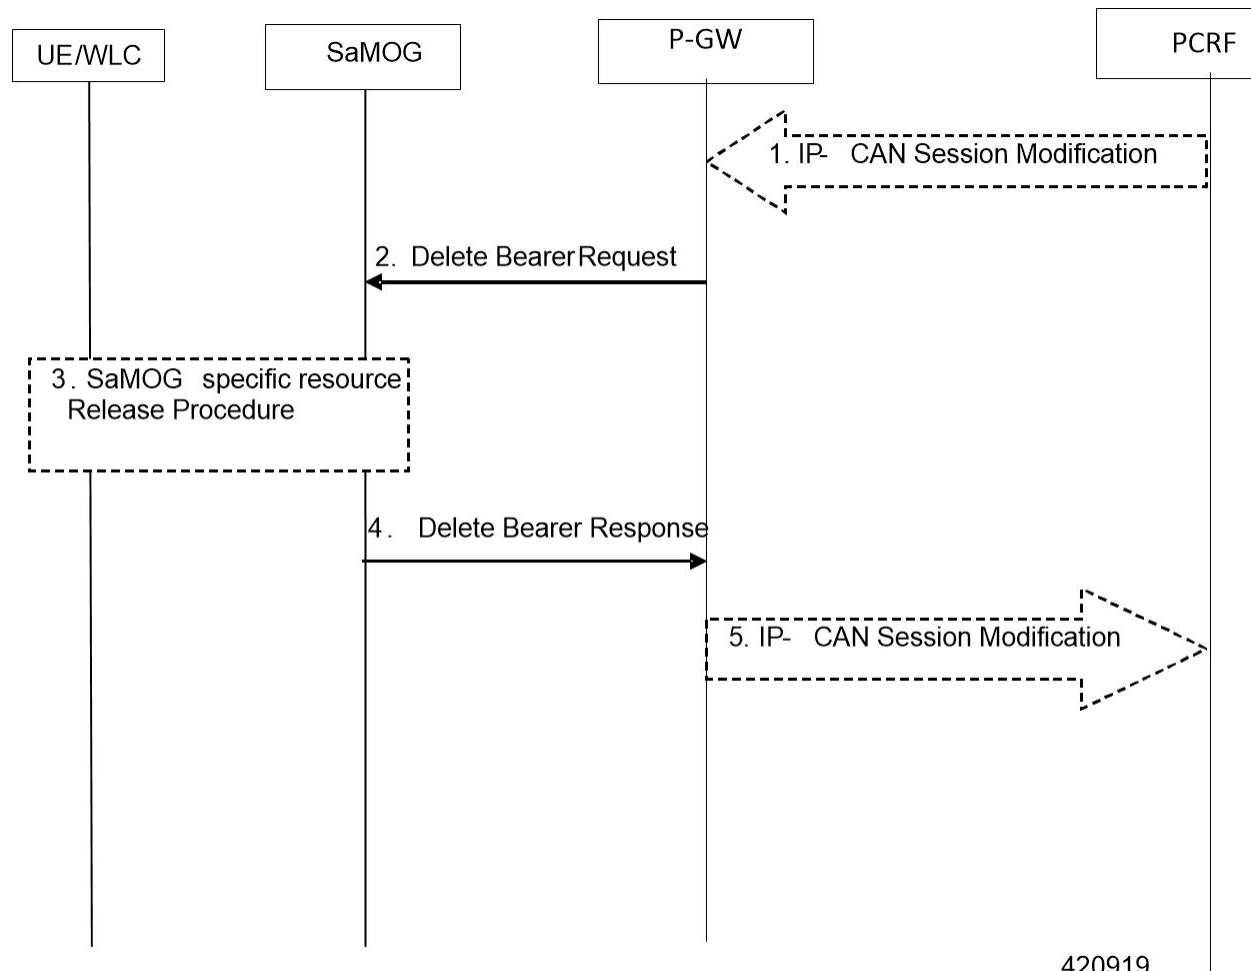 UE/WLC
SaMOG
P-GW
PCRF
1. IP- CAN Session Modification
2. Delete Bearer Request
3. SaMOG specific resource
Release Procedure
4. Delete Bearer Response
5. IP- CAN Session Modification
420919